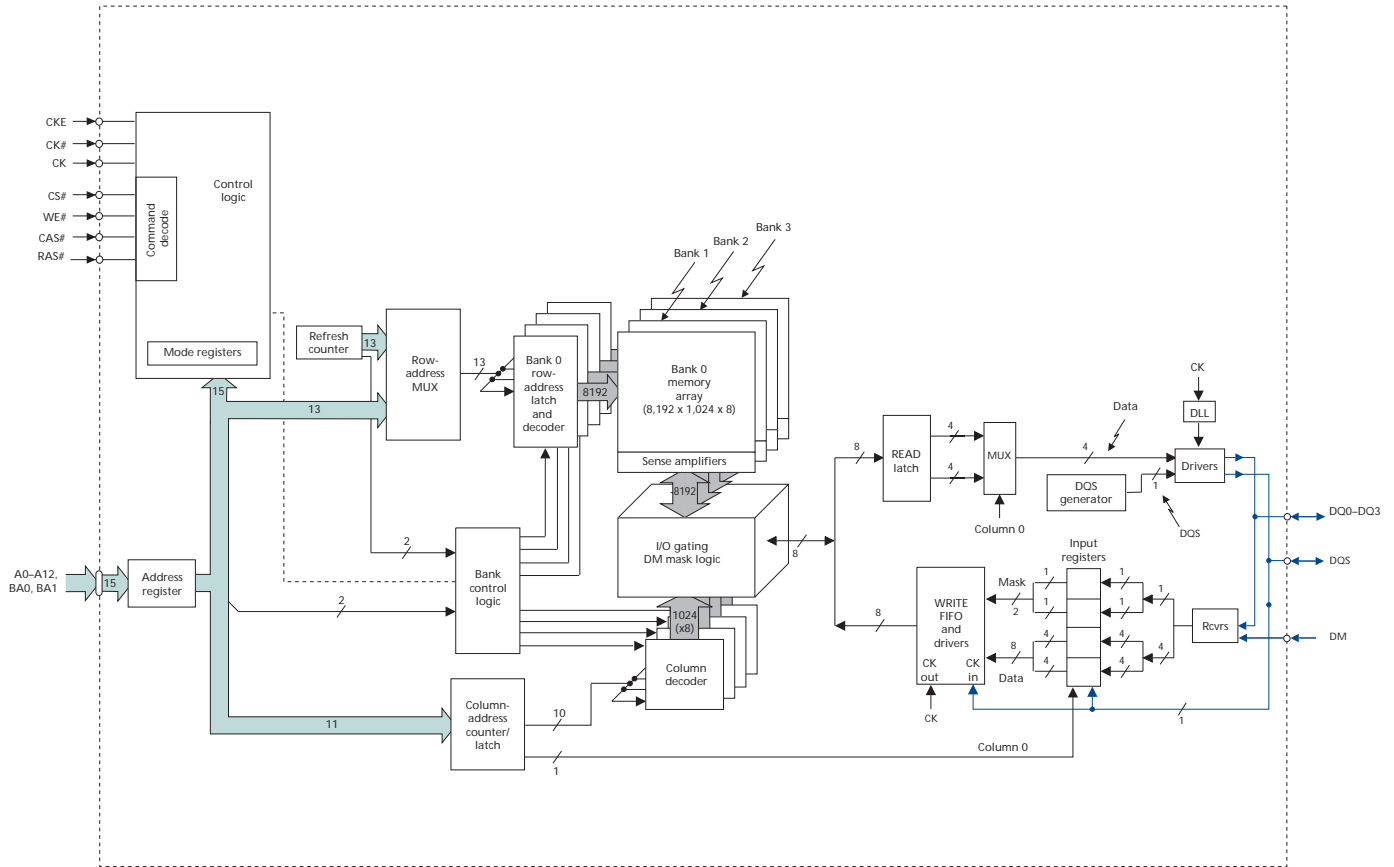 CKE
CK#
CK
CS#
WE#
CAS#
RAS#
Command
decode
Control
logic
Mode registers
15
Refresh
counter
13
13
Row-
address
MUX
13
Bank 0
row-
address
latch
and
decoder
8192
Bank 1
Bank 2
Bank 3
Bank 0
memory
array
(8,192 x 1,024 x 8)
Sense amplifiers
8192
I/O gating
DM mask logic
8
A0–A12,
BA0, BA1
15
Address
register
2
2
Bank
control
logic
1024
(x8)
Column
decoder
11
Column-
address
counter/
latch
10
1
Column 0
8
READ
latch
4
4
MUX
Column 0
Data
4
CK
DLL
Drivers
DQS
generator
1
DQS
DQ0–DQ3
DQS
DM
Input
registers
8
WRITE
FIFO
and
drivers
CK
out
CK
in
CK
Mask
2
8
Data
1
1
4
4
1
1
4
4
1
4
Rcvrs
1